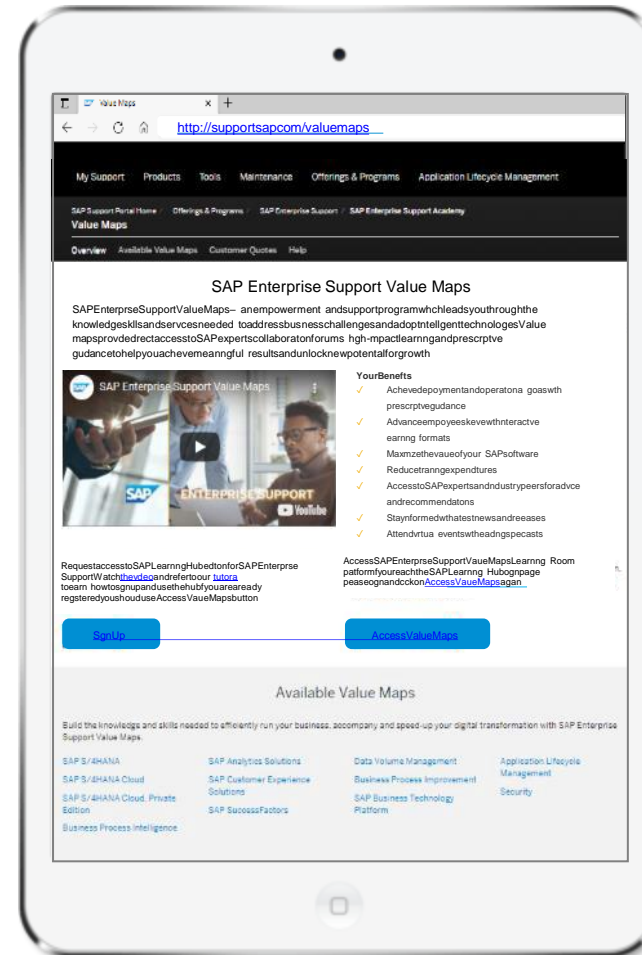 Value Maps
http://supportsapcom/valuemaps
My Support Products Tools Maintenance Offerings & Programs Application Lifecycle Management
SAP Support Portal Home / Offerings & Programs / SAP Enterprise Support / SAP Enterprise Support Academy
Value Maps
Overview Available Value Maps Customer Quotes Help
SAP Enterprise Support Value Maps
SAPEnterprseSupportValueMaps– anempowerment andsupportprogramwhchleadsyouthroughthe
knowledgeskllsandservcesneeded toaddressbusnesschallengesandadoptntellgenttechnologesValue
mapsprovdedrectaccesstoSAPexpertscollaboratonforums hgh-mpactlearnngandprescrptve
gudancetohelpyouachevemeanngful resultsandunlocknewpotentalforgrowth
SAP SAP Enterprise Support Value Maps
SAP ENTERPRISE SUPPORT
YouTube
YourBenefts
✓ Achevedepoymentandoperatona goaswth
prescrptvegudance
✓ Advanceempoyeeskevewthnteractve
earnng formats
✓ Maxmzethevaueofyour SAPsoftware
✓ Reducetranngexpendtures
✓ AccesstoSAPexpertsandndustrypeersforadvce
andrecommendatons
✓ Staynformedwthatestnewsandreeases
✓ Attendvrtua eventswtheadngspecasts
RequestaccesstoSAPLearnngHubedtonforSAPEnterprse
SupportWatchthevdeoandrefertoour tutora
toearn howtosgnupandusethehubfyouareaready
regsteredyoushouduseAccessVaueMapsbutton
AccessSAPEnterprseSupportVaueMapsLearnng Room
patformfyoureachtheSAPLearnng Hubognpage
peaseognandcckonAccessVaueMapsagan
SgnUp
AccessValueMaps
Available Value Maps
Build the knowledge and skills needed to efficiently run your business, accompany and speed-up your digital transformation with SAP Enterprise
Support Value Maps.
SAP S/4HANA
SAP S/4HANA Cloud
SAP S/4HANA Cloud, Private
Edition
Business Process Intelligence
SAP Analytics Solutions
SAP Customer Experience
Solutions
SAP SuccessFactors
Data Volume Management
Business Process Improvement
SAP Business Technology
Platform
Application Lifecycle
Management
Security